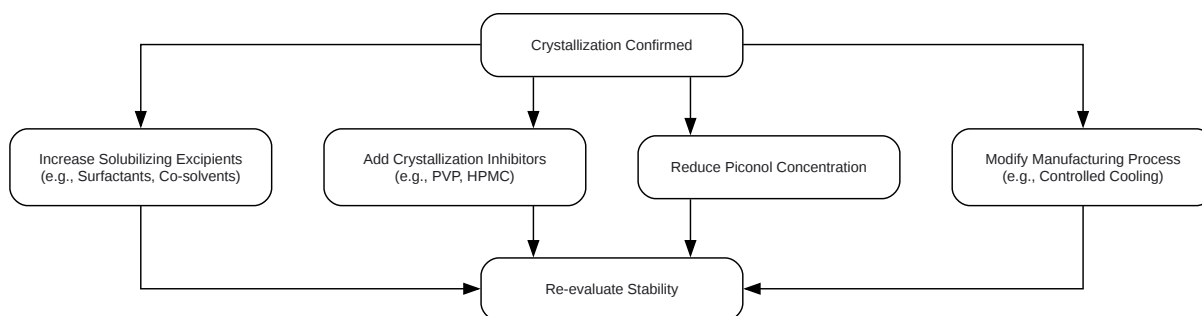 Crystallization Confirmed
Increase Solubilizing Excipients
(e.g., Surfactants, Co-solvents)
Add Crystallization Inhibitors
(e.g., PVP, HPMC)
Reduce Piconol Concentration
Modify Manufacturing Process
(e.g., Controlled Cooling)
Re-evaluate Stability